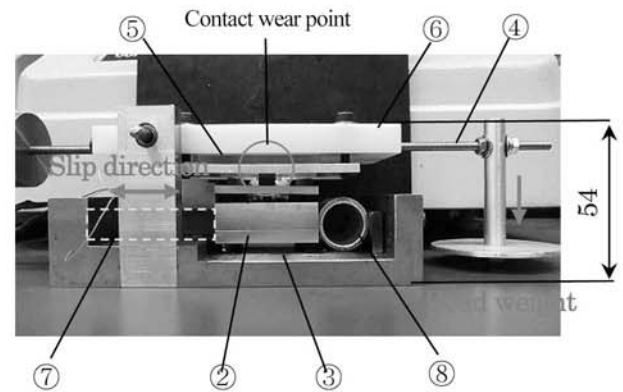 Contact wear point
⑤
⑥
④
Slip direction
54
weight
⑦
②
③
⑧